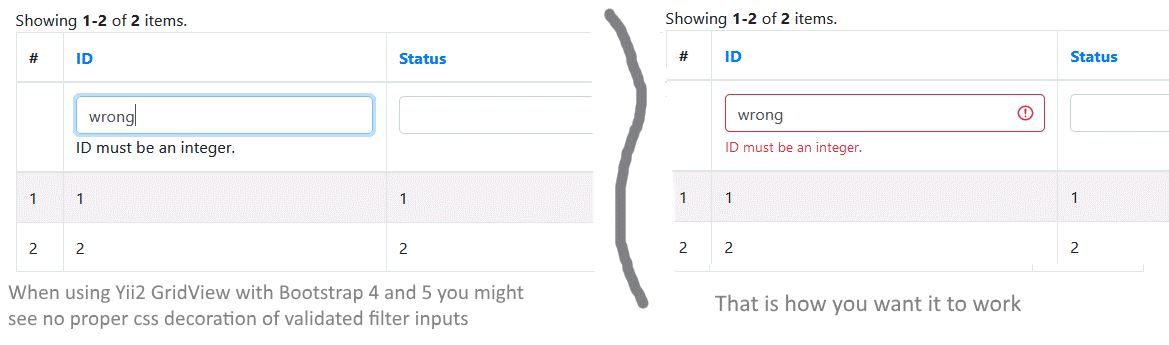 Showing 1-2 of 2 items.
# ID Status
wrong
ID must be an integer.
1 1 1
2 2 2
When using Yii2 GridView with Bootstrap 4 and 5 you might
see no proper css decoration of validated filter inputs
Showing 1-2 of 2 items.
# ID Status
wrong
ID must be an integer.
1 1 1
2 2 2
That is how you want it to work